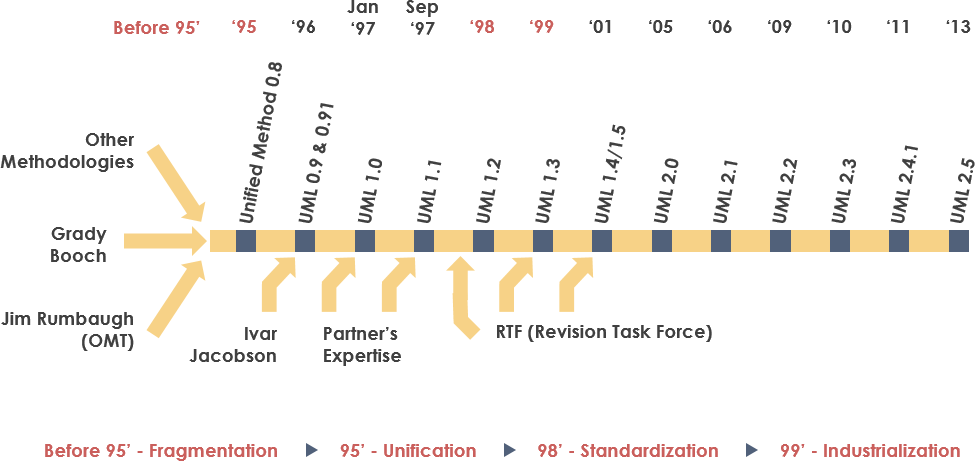 Before 95’ ‘95 ‘96 Jan ‘97 Sep ‘97 ‘98 ‘99 ‘01 ‘05 ‘06 ‘09 ‘10 ‘11 ‘13
Unified Method 0.8
UML 0.9 & 0.91
UML 1.0
UML 1.1
UML 1.2
UML 1.3
UML 1.4/1.5
UML 2.0
UML 2.1
UML 2.2
UML 2.3
UML 2.4.1
UML 2.5
Other
Methodologies
Grady
Booch
Jim Rumbaugh
(OMT)
Ivar
Jacobson
Partner’s
Expertise
RTF (Revision Task Force)
Before 95’ - Fragmentation 95’ - Unification 98’ - Standardization 99’ - Industrialization